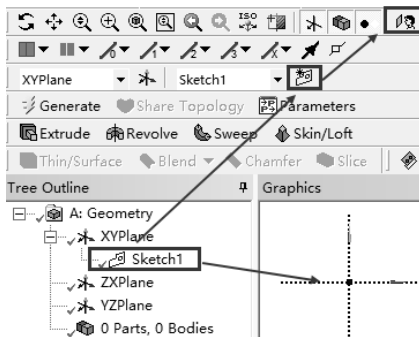 ISO
XYPlane Sketch1
Generate Share Topology Parameters
Extrude Revolve Sweep Skin/Loft
Thin/Surface Blend Chamfer Slice
Tree Outline Graphics
A: Geometry
XYPlane
Sketch1
ZXPlane
YZPlane
0 Parts, 0 Bodies